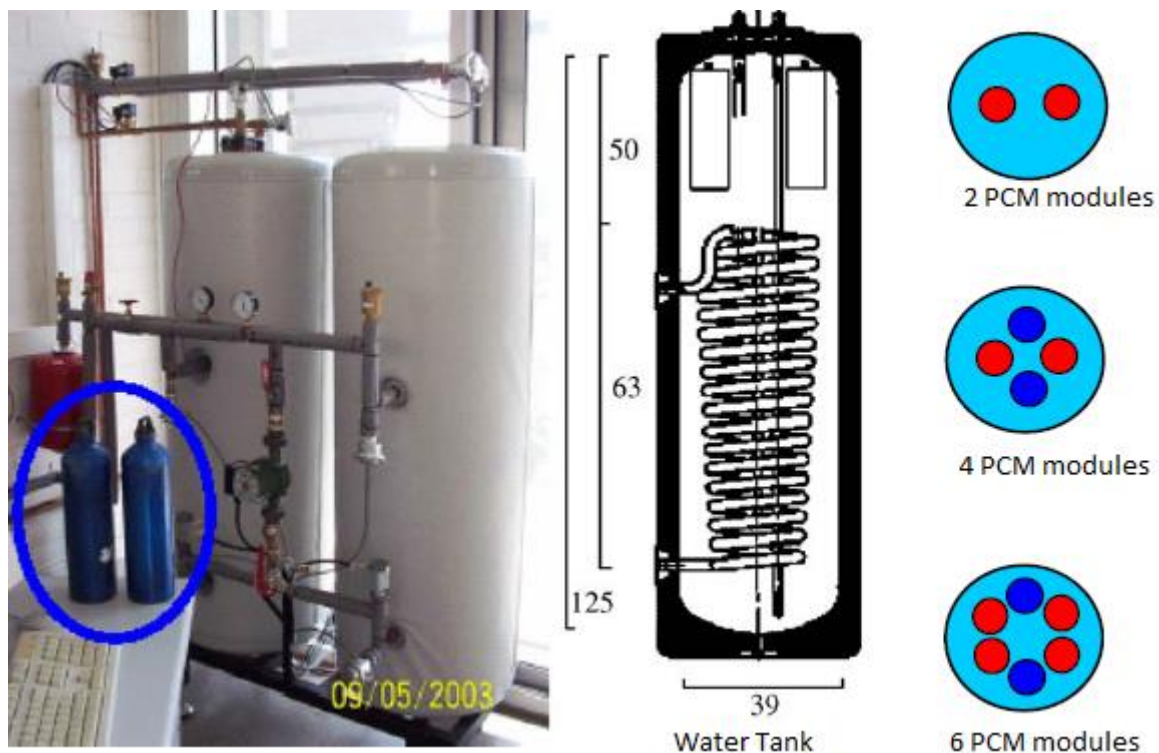 50
63
125
39
Water Tank
2 PCM modules
4 PCM modules
6 PCM modules
09/05/2003